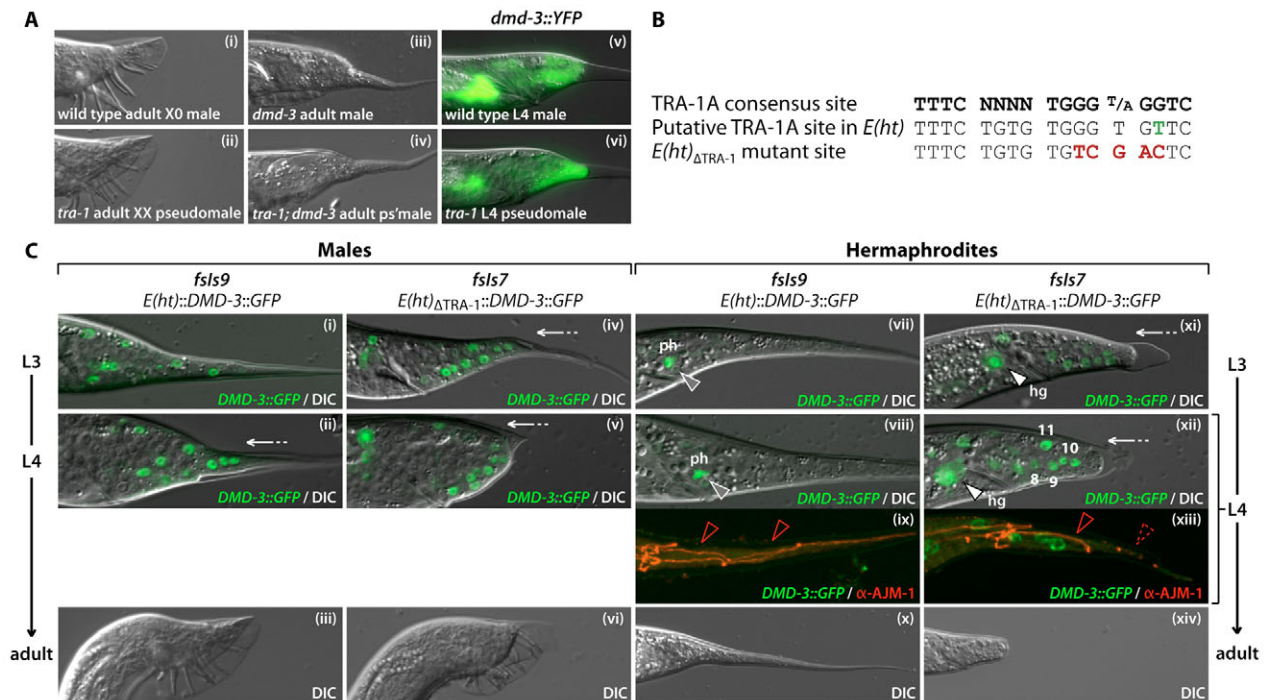 A
dmd-3::YFP
(i)
wild type adult X0 male
(iii)
dmd-3 adult male
(v)
wild type L4 male
(ii)
tra-1 adult XX pseudomale
(iv)
tra-1; dmd-3 adult ps'male
(vi)
tra-1 L4 pseudomale
B
TRA-1A consensus site TTTC NNNN TGGG T/A GGTC
Putative TRA-1A site in E(ht) TTTC TGTG TGGG T GTTC
E(ht)ΔTRA-1 mutant site TTTC TGTG TGTC G ACTC
C
Males
Hermaphrodites
fsIs9
E(ht)::DMD-3::GFP
fsIs7
E(ht)ΔTRA-1::DMD-3::GFP
fsIs9
E(ht)::DMD-3::GFP
fsIs7
E(ht)ΔTRA-1::DMD-3::GFP
L3
(i)
DMD-3::GFP / DIC
(iv)
DMD-3::GFP / DIC
(vii)
ph
DMD-3::GFP / DIC
(xi)
hg
DMD-3::GFP / DIC
L3
L4
(ii)
DMD-3::GFP / DIC
(v)
DMD-3::GFP / DIC
(viii)
ph
DMD-3::GFP / DIC
(xii)
11
10
8
9
hg
DMD-3::GFP / DIC
L4
(ix)
DMD-3::GFP / α-AJM-1
(xiii)
DMD-3::GFP / α-AJM-1
adult
(iii)
DIC
(vi)
DIC
(x)
DIC
(xiv)
DIC
adult